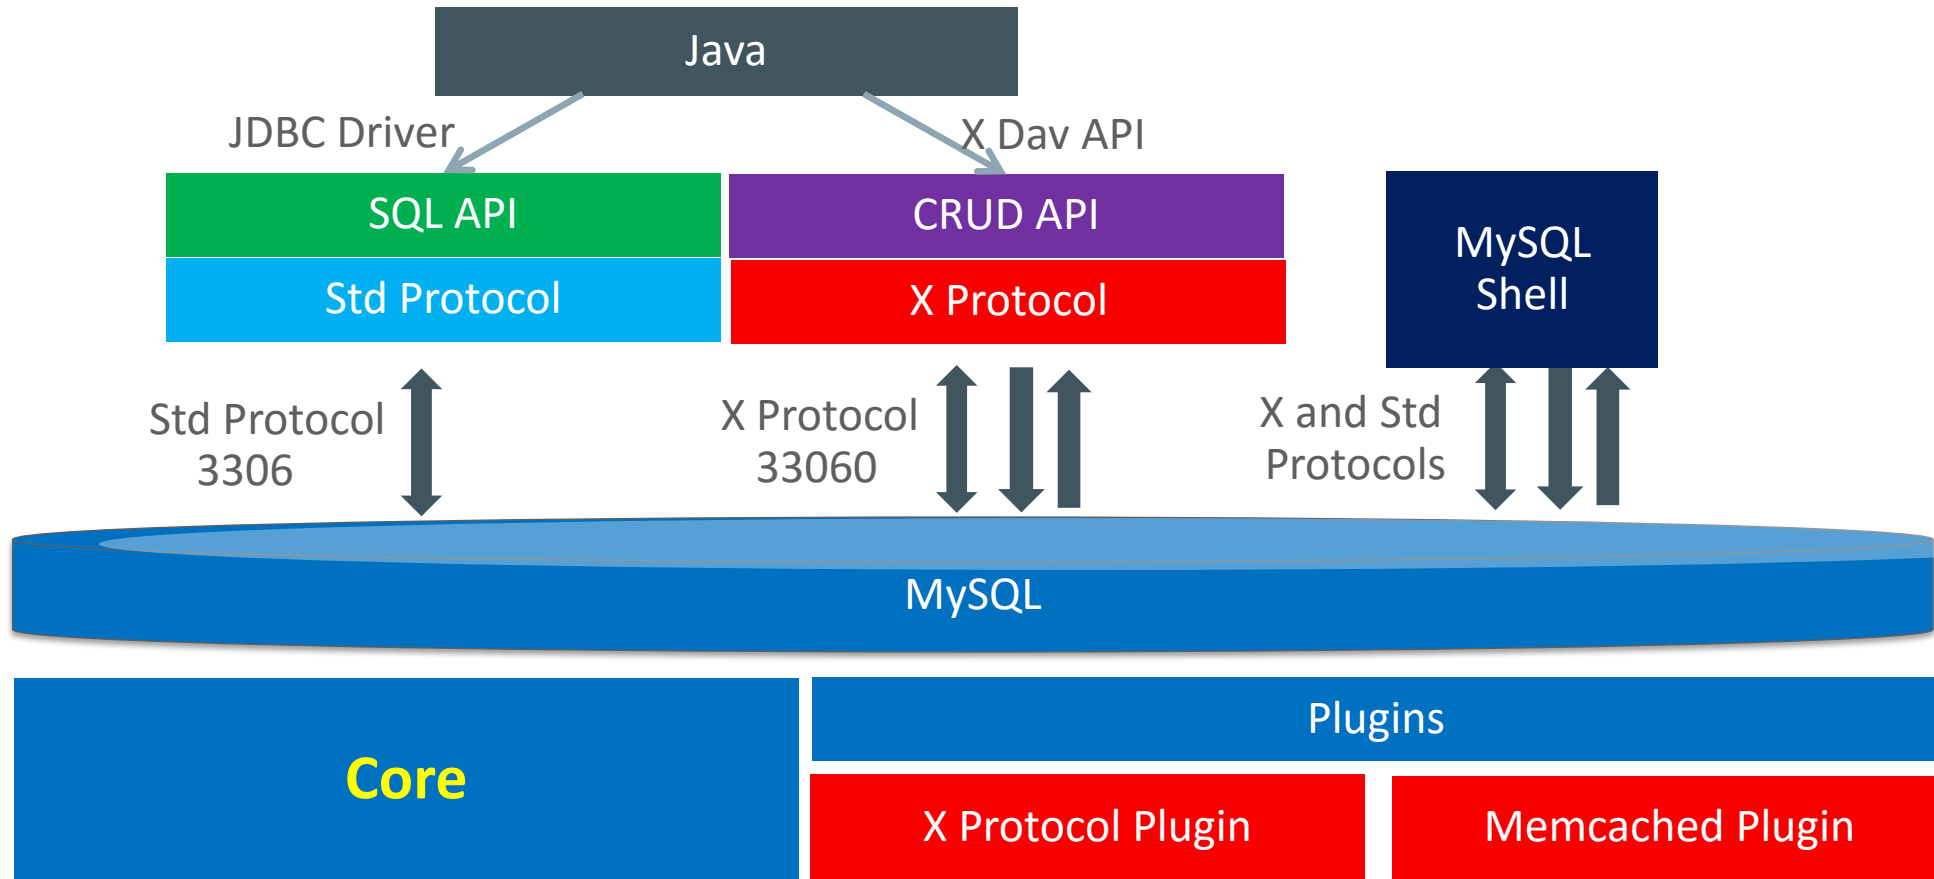 Java
JDBC Driver
X Dav API
SQL API
CRUD API
Std Protocol
X Protocol
MySQL
Shell
Std Protocol
3306
X Protocol
33060
X and Std
Protocols
MySQL
Core
Plugins
X Protocol Plugin
Memcached Plugin